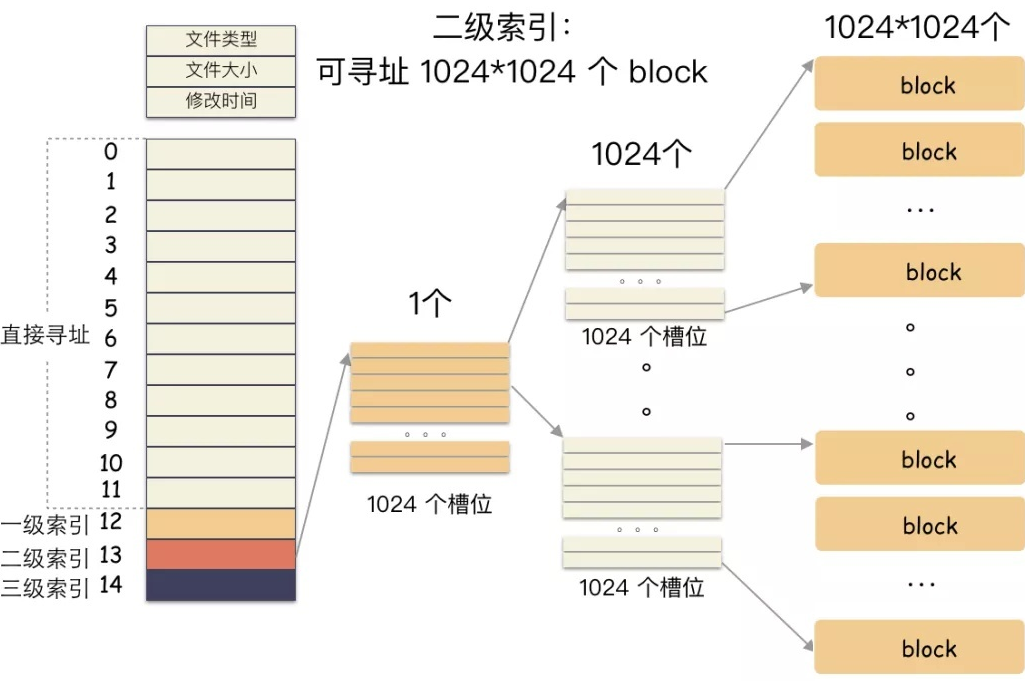 二级索引：
可寻址 1024*1024 个 block
文件类型
文件大小
修改时间
直接寻址
0
1
2
3
4
5
6
7
8
9
10
11
一级索引 12
二级索引 13
三级索引 14
1个
1024 个槽位
1024个
1024 个槽位
1024 个槽位
1024*1024个
block
block
...
block
block
block
...
block